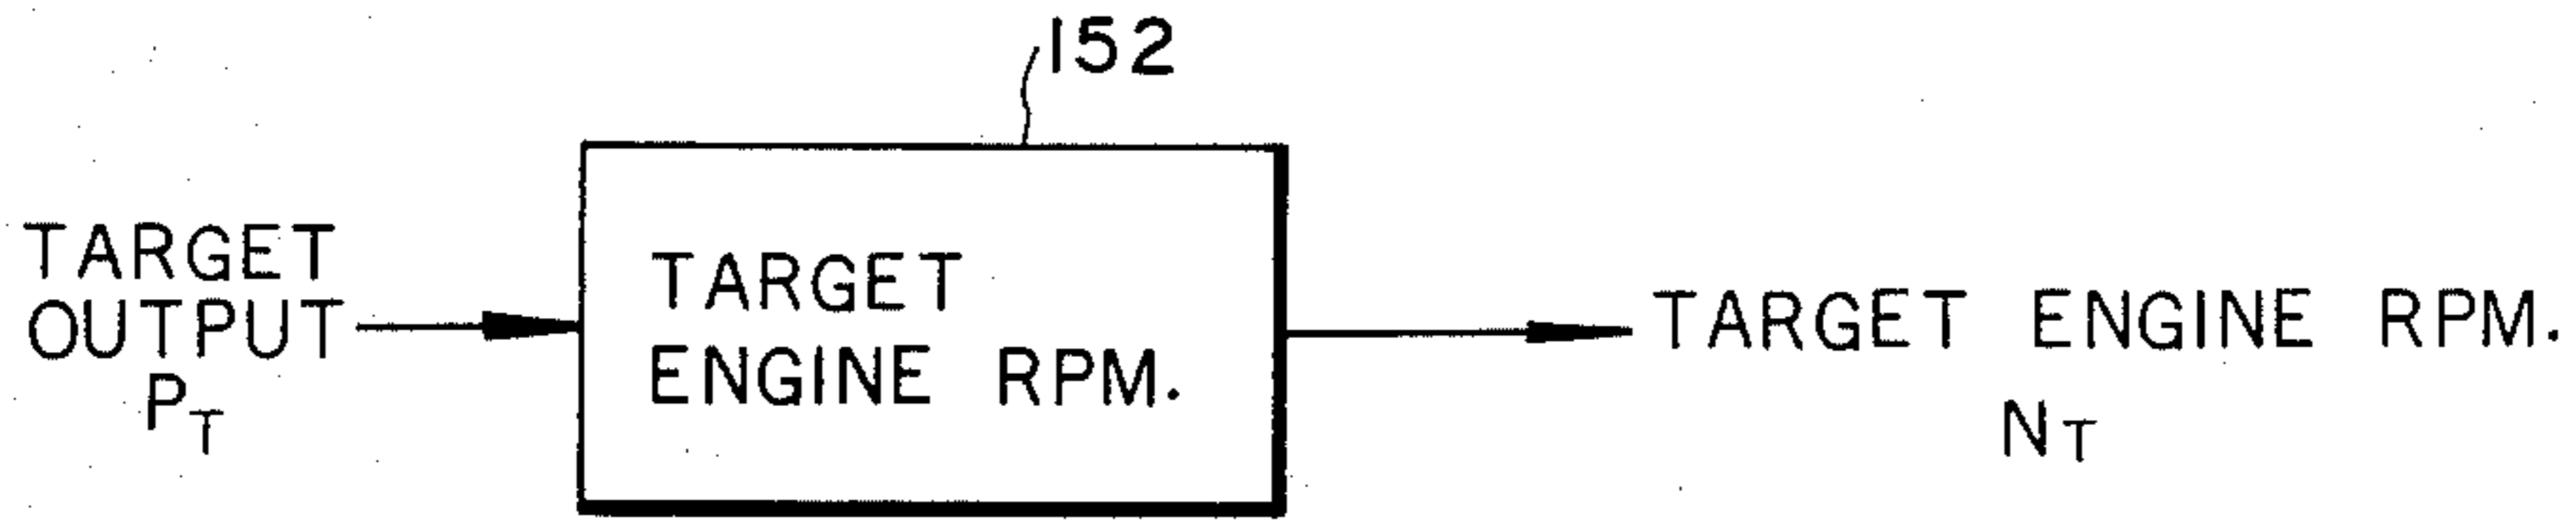 152
TARGET
OUTPUT
PT
TARGET
ENGINE RPM.
TARGET ENGINE RPM.
NT